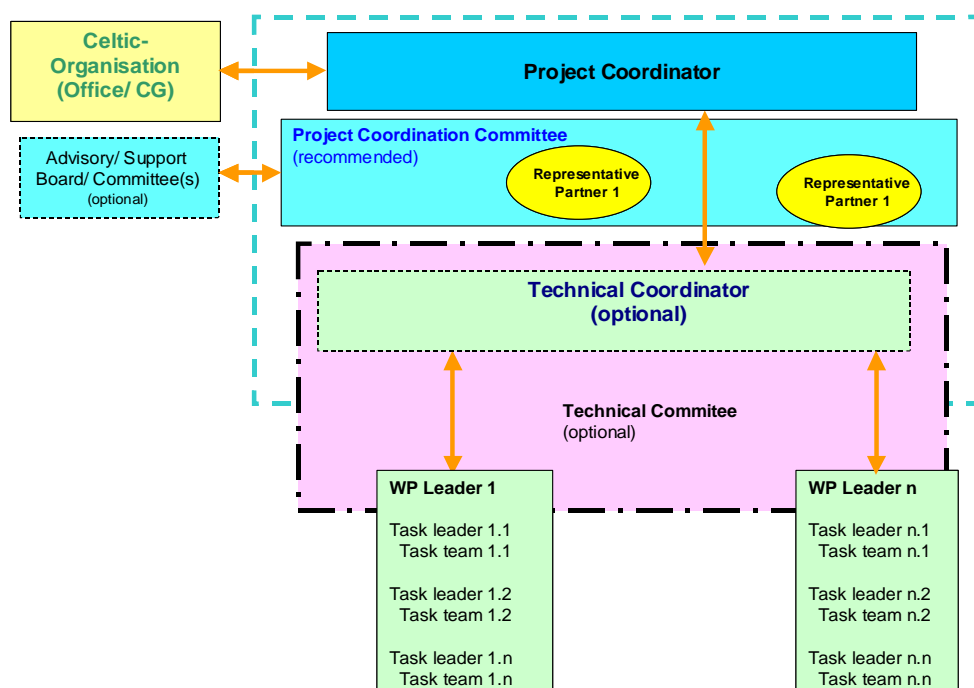 Celtic-
Organisation
(Office/ CG)
Project Coordinator
Project Coordination Committee
(recommended)
Advisory/ Support
Board/ Committee(s)
(optional)
Representative
Partner 1
Representative
Partner 1
Technical Coordinator
(optional)
Technical Commitee
(optional)
WP Leader 1
Task leader 1.1
Task team 1.1
Task leader 1.2
Task team 1.2
Task leader 1.n
Task team 1.n
WP Leader n
Task leader n.1
Task team n.1
Task leader n.2
Task team n.2
Task leader n.n
Task team n.n